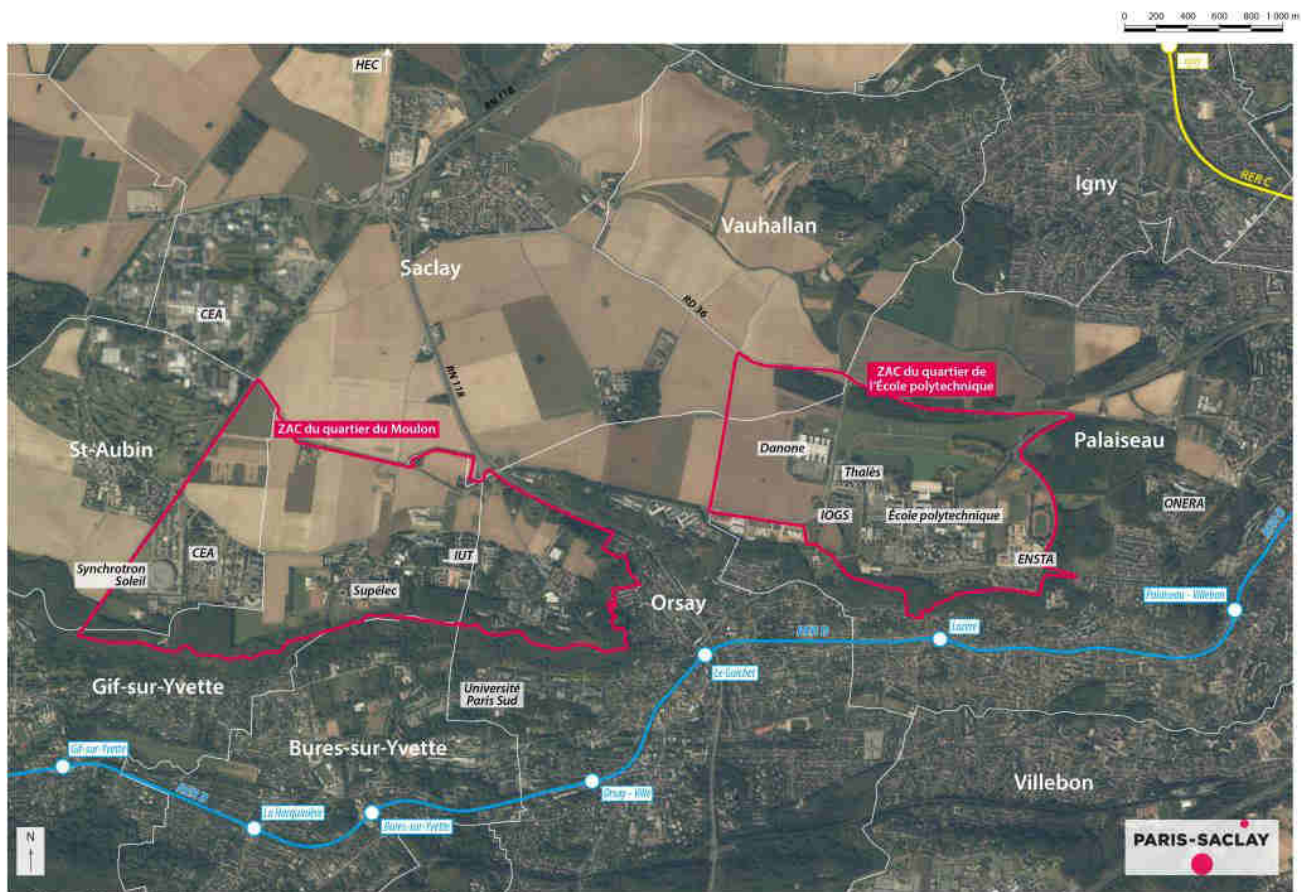 0 200 400 600 800 1 000 m
HEC
RN 118
Igny
RER C
Igny
Vauhallan
Saclay
RD 36
CEA
RN 118
ZAC du quartier de
l'École polytechnique
ZAC du quartier du Moulon
St-Aubin
Palaiseau
Danone
Thalès
ONERA
IOGS
École polytechnique
RER B
CEA
IUT
ENSTA
Synchrotron
Soleil
Supélec
Orsay
Palaiseau - Villebon
Lozère
RER B
Le Guichet
Gif-sur-Yvette
Université
Paris Sud
Bures-sur-Yvette
Gif-sur-Yvette
Villebon
Orsay - Ville
RER B
La Hacquinière
Bures-sur-Yvette
N
PARIS-SACLAY